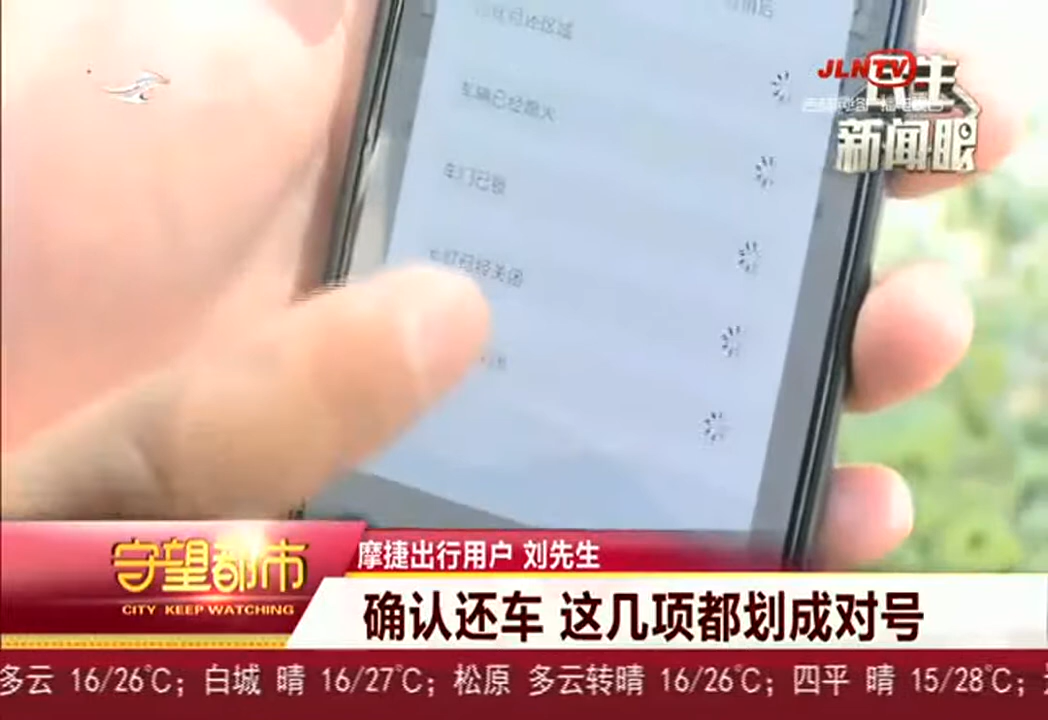 车辆已经熄火
车门已锁
JLNTV
民生
新闻眼
守望都市
CITY KEEP WATCHING
摩捷出行用户 刘先生
确认还车 这几项都划成对号
多云 16/26℃；白城 晴 16/27℃；松原 多云转晴 16/26℃；四平 晴 15/28℃；